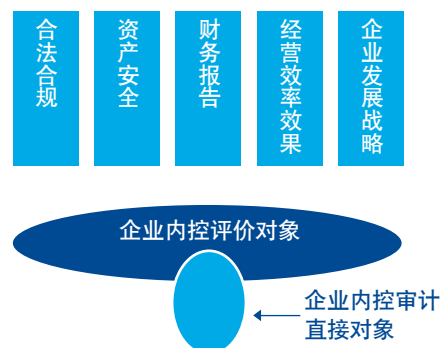 合法合规
资产安全
财务报告
经营效率效果
企业发展战略
企业内控评价对象
企业内控审计
直接对象